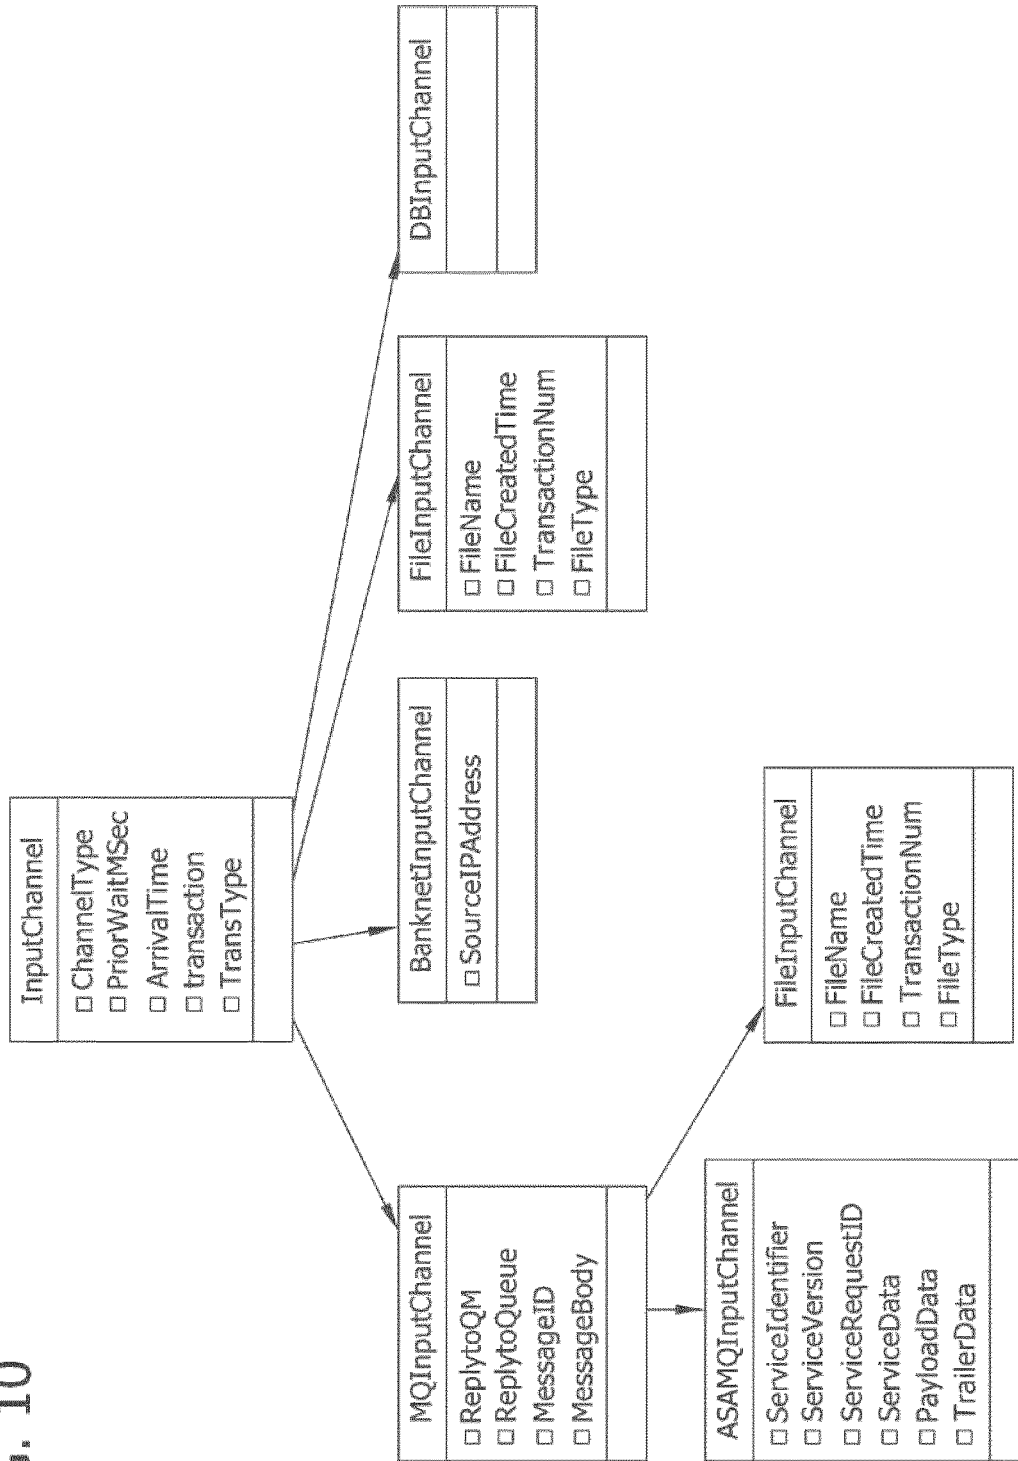 InputChannel
ChannelType
PriorWaitMSec
ArrivalTime
transaction
TransType
MQInputChannel
ReplytoQM
ReplytoQueue
MessageID
MessageBody
BanknetInputChannel
SourceIPAddress
FileInputChannel
FileName
FileCreatedTime
TransactionNum
FileType
DBInputChannel
ASAMQInputChannel
ServiceIdentifier
ServiceVersion
ServiceRequestID
ServiceData
PayloadData
TrailerData
FileInputChannel
FileName
FileCreatedTime
TransactionNum
FileType
10